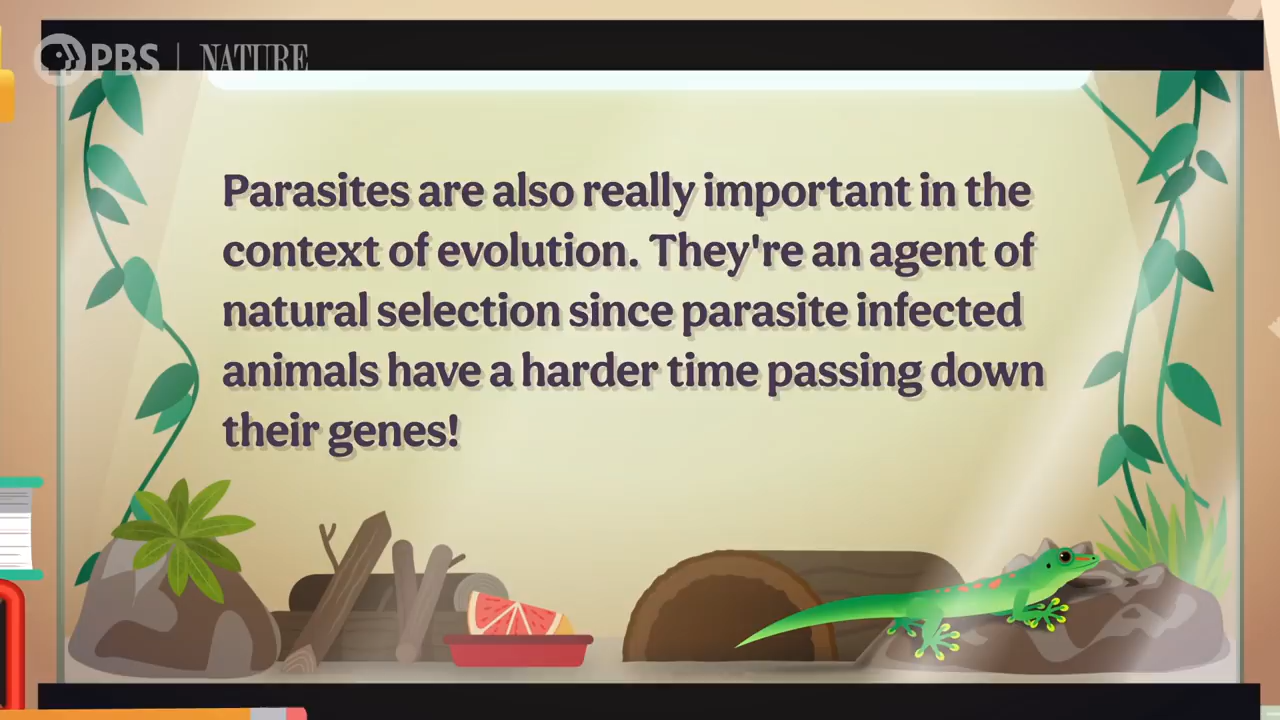 PBS | NATURE
Parasites are also really important in the
context of evolution. They're an agent of
natural selection since parasite infected
animals have a harder time passing down
their genes!